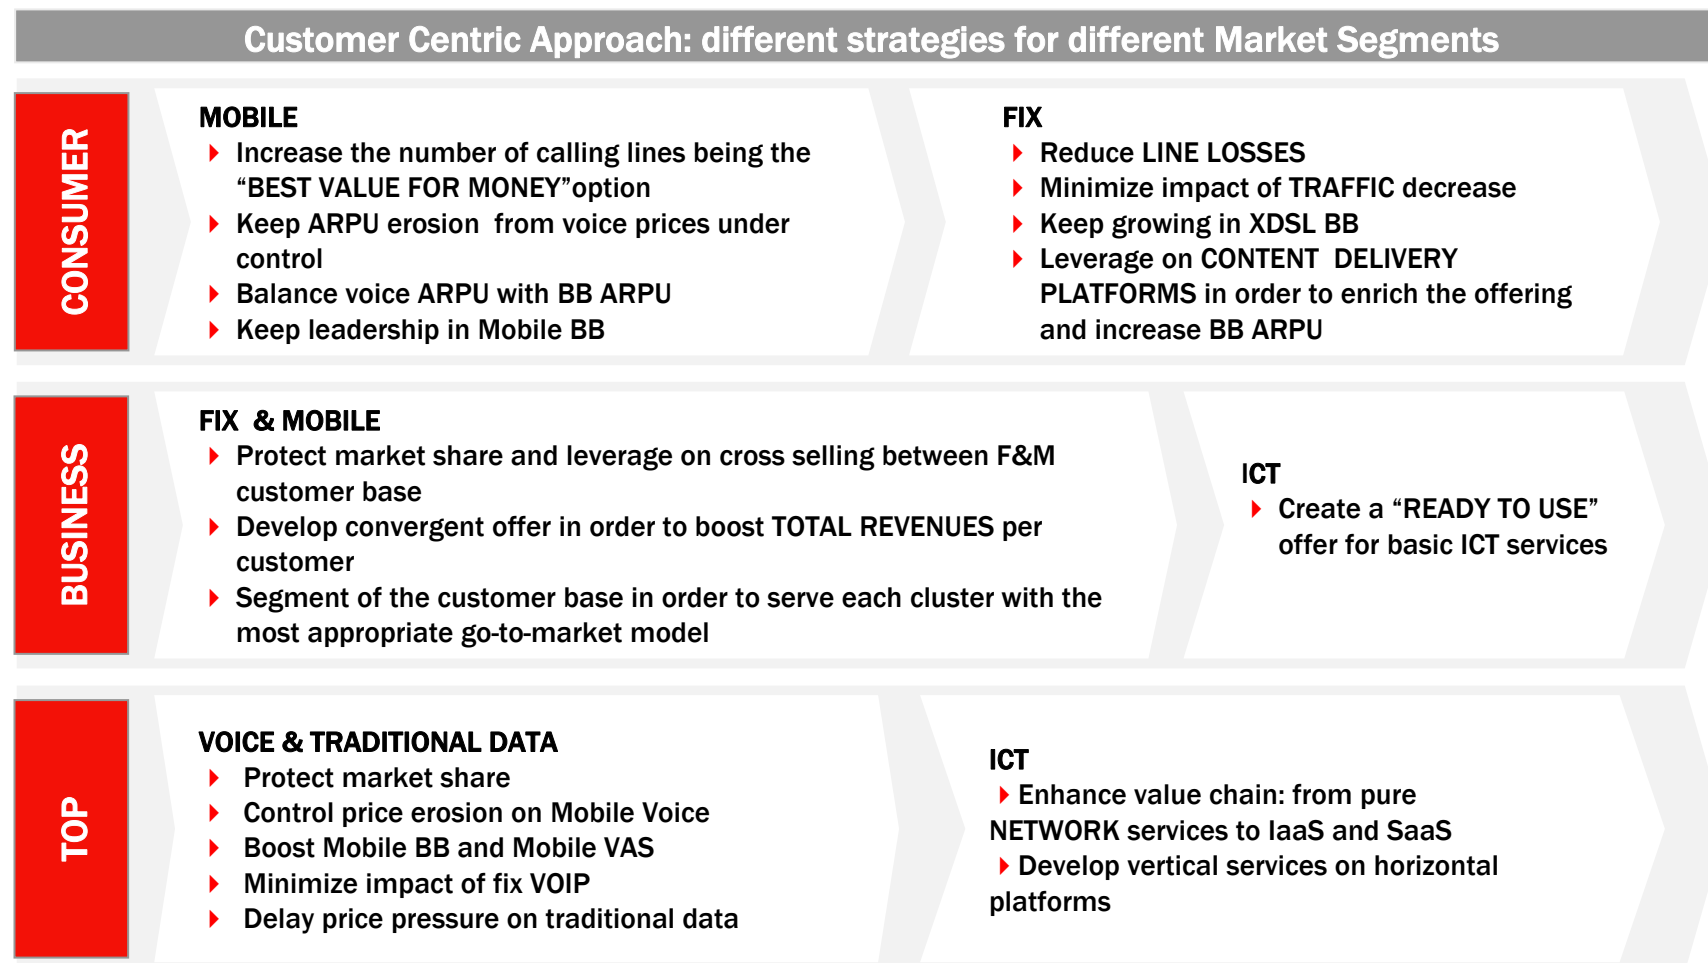 Customer Centric Approach: different strategies for different Market Segments
CONSUMER
MOBILE
Increase the number of calling lines being the
“BEST VALUE FOR MONEY”option
Keep ARPU erosion from voice prices under
control
Balance voice ARPU with BB ARPU
Keep leadership in Mobile BB
FIX
Reduce LINE LOSSES
Minimize impact of TRAFFIC decrease
Keep growing in XDSL BB
Leverage on CONTENT DELIVERY
PLATFORMS in order to enrich the offering
and increase BB ARPU
BUSINESS
FIX & MOBILE
Protect market share and leverage on cross selling between F&M
customer base
Develop convergent offer in order to boost TOTAL REVENUES per
customer
Segment of the customer base in order to serve each cluster with the
most appropriate go-to-market model
ICT
Create a “READY TO USE”
offer for basic ICT services
TOP
VOICE & TRADITIONAL DATA
Protect market share
Control price erosion on Mobile Voice
Boost Mobile BB and Mobile VAS
Minimize impact of fix VOIP
Delay price pressure on traditional data
ICT
Enhance value chain: from pure
NETWORK services to IaaS and SaaS
Develop vertical services on horizontal
platforms